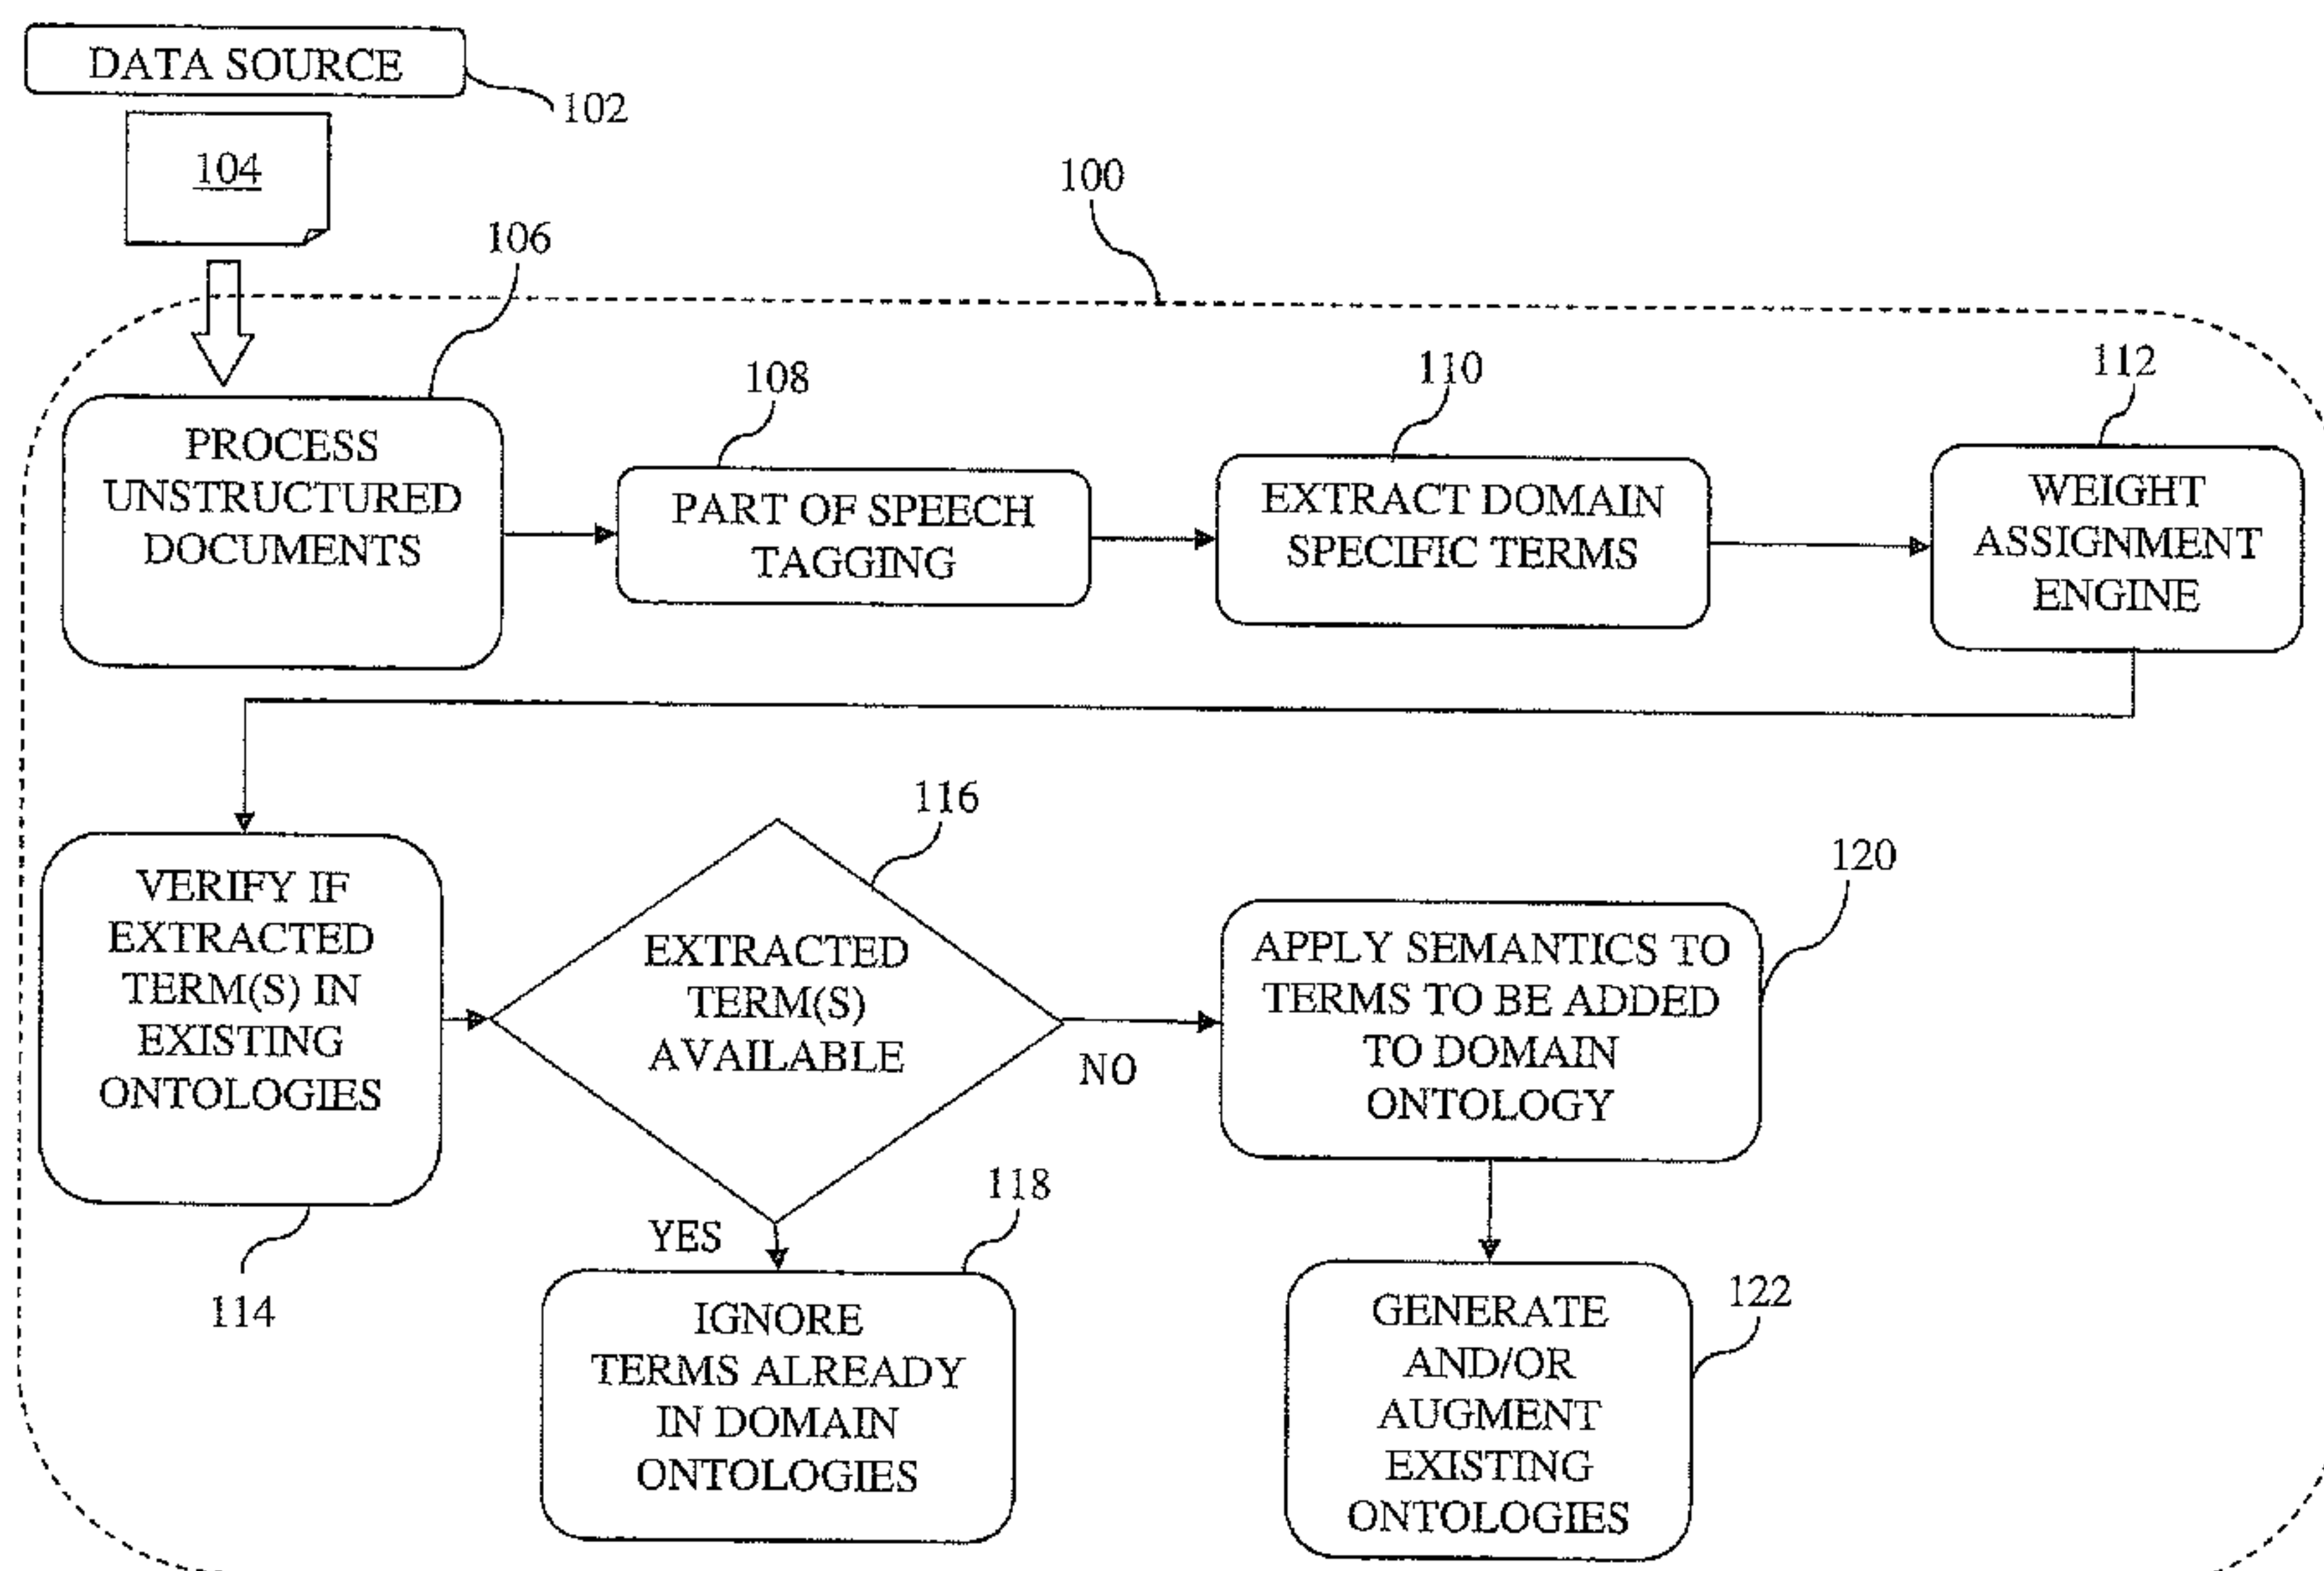 DATA SOURCE
102
104
100
106
108
110
112
PROCESS
UNSTRUCTURED
DOCUMENTS
PART OF SPEECH
TAGGING
EXTRACT DOMAIN
SPECIFIC TERMS
WEIGHT
ASSIGNMENT
ENGINE
VERIFY IF
EXTRACTED
TERM(S) IN
EXISTING
ONTOLOGIES
114
116
EXTRACTED
TERM(S)
AVAILABLE
NO
YES
118
IGNORE
TERMS ALREADY
IN DOMAIN
ONTOLOGIES
120
APPLY SEMANTICS TO
TERMS TO BE ADDED
TO DOMAIN
ONTOLOGY
122
GENERATE
AND/OR
AUGMENT
EXISTING
ONTOLOGIES